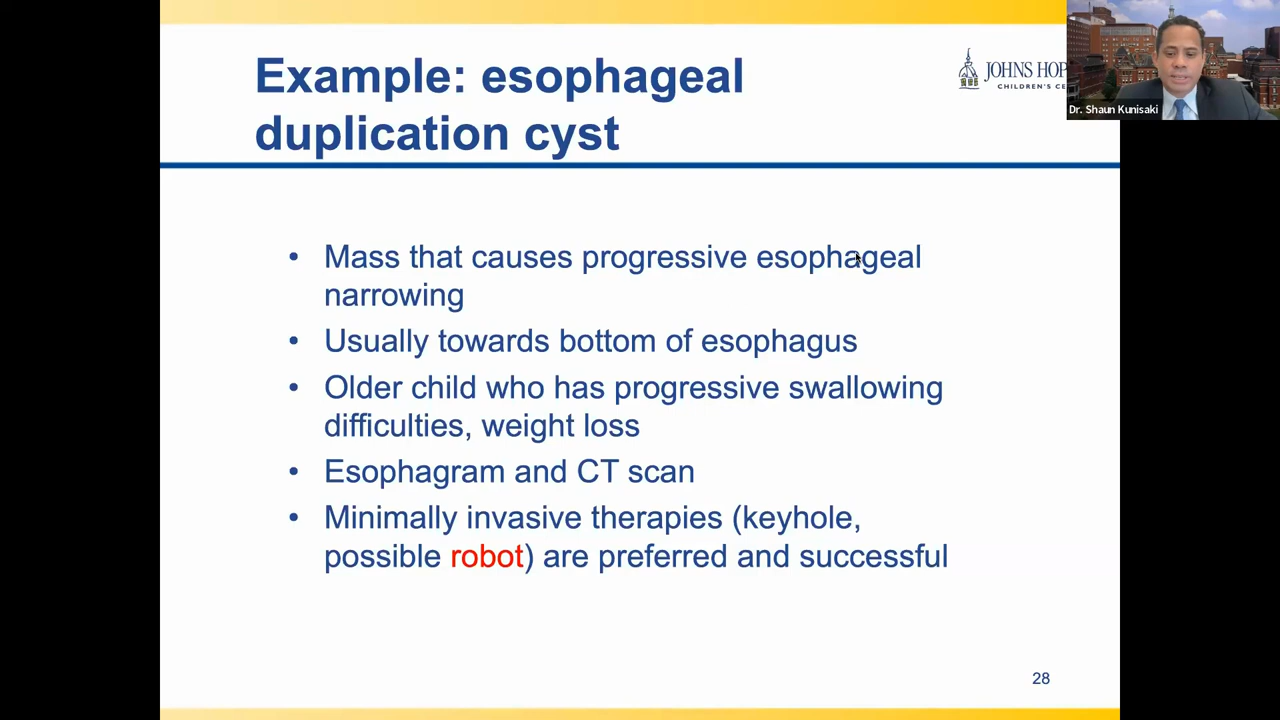 Example: esophageal
duplication cyst
JOHNS HOP
CHILDREN'S CE
Dr. Shaun Kunisaki
• Mass that causes progressive esophageal
narrowing
• Usually towards bottom of esophagus
• Older child who has progressive swallowing
difficulties, weight loss
• Esophagram and CT scan
• Minimally invasive therapies (keyhole,
possible robot) are preferred and successful
28